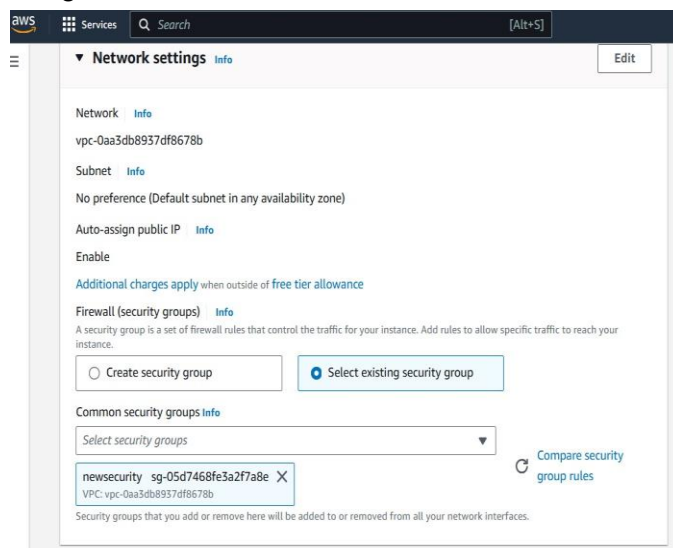 aws Services Search [Alt+S]
Network settings Info Edit
Network Info
vpc-0aa3db8937df8678b
Subnet Info
No preference (Default subnet in any availability zone)
Auto-assign public IP Info
Enable
Additional charges apply when outside of free tier allowance
Firewall (security groups) Info
A security group is a set of firewall rules that control the traffic for your instance. Add rules to allow specific traffic to reach your
instance.
Create security group Select existing security group
Common security groups Info
Select security groups
Compare security
group rules
newsecurity sg-05d7468fe3a2f7a8e
VPC: vpc-0aa3db8937df8678b
Security groups that you add or remove here will be added to or removed from all your network interfaces.